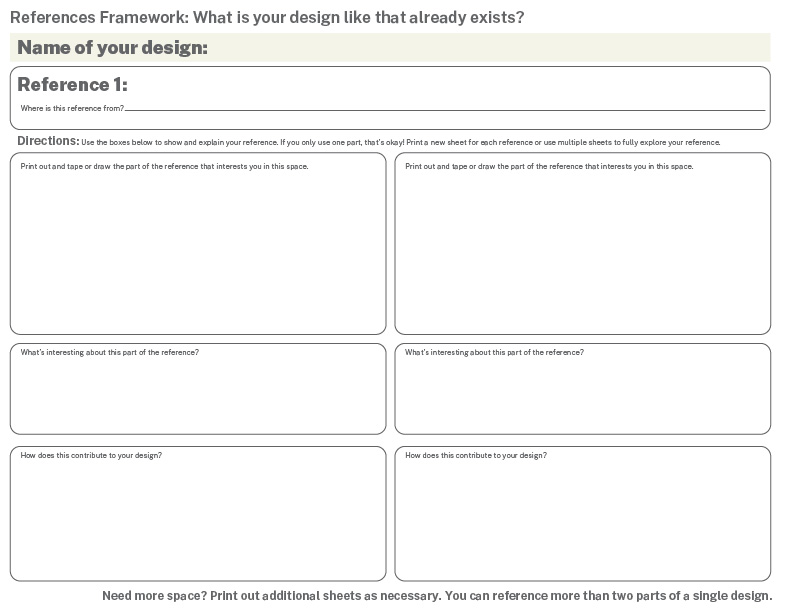 References Framework: What is your design like that already exists?
Name of your design:
Reference 1:
Where is this reference from?
Directions: Use the boxes below to show and explain your reference. If you only use one part, that's okay! Print a new sheet for each reference or use multiple sheets to fully explore your reference.
Print out and tape or draw the part of the reference that interests you in this space.
Print out and tape or draw the part of the reference that interests you in this space.
What's interesting about this part of the reference?
What's interesting about this part of the reference?
How does this contribute to your design?
How does this contribute to your design?
Need more space? Print out additional sheets as necessary. You can reference more than two parts of a single design.